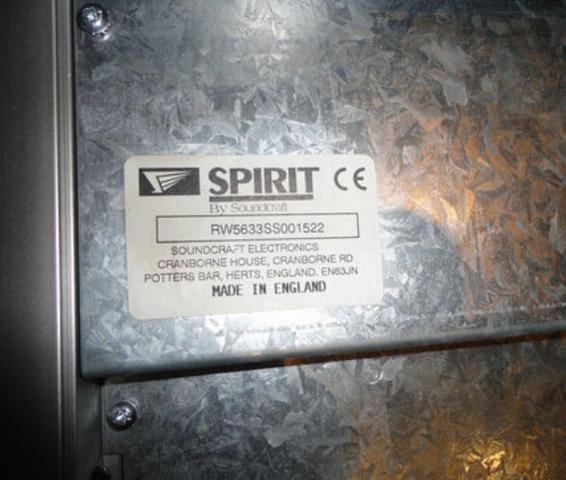 SPIRIT CE
By Soundcraft
RW5633SS001522
SOUNDCRAFT ELECTRONICS
CRANBORNE HOUSE, CRANBORNE RD
POTTERS BAR, HERTS, ENGLAND. EN63JN
MADE IN ENGLAND